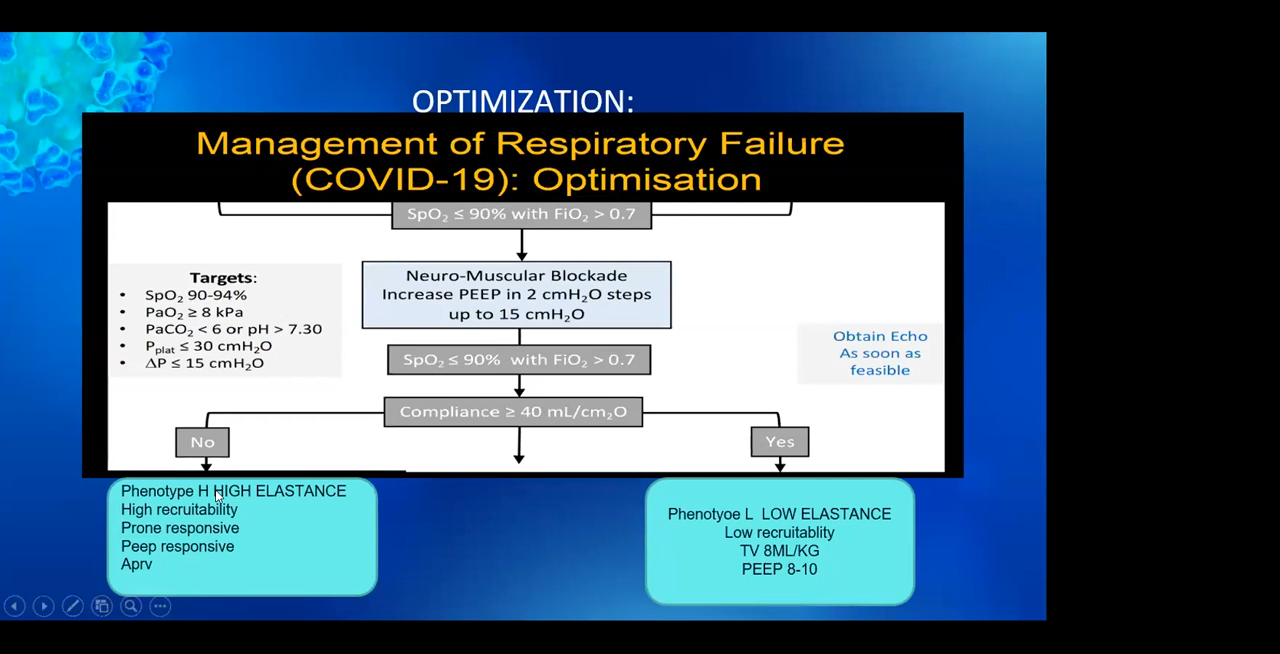 OPTIMIZATION:
Management of Respiratory Failure
(COVID-19): Optimisation
SpO₂ ≤ 90% with FiO₂ > 0.7
Targets:
• SpO₂ 90-94%
• PaO₂ ≥ 8 kPa
• PaCO₂ < 6 or pH > 7.30
• Pplat ≤ 30 cmH₂O
• ΔP ≤ 15 cmH₂O
Neuro-Muscular Blockade
Increase PEEP in 2 cmH₂O steps
up to 15 cmH₂O
Obtain Echo
As soon as
feasible
SpO₂ ≤ 90% with FiO₂ > 0.7
Compliance ≥ 40 mL/cm₂O
No
Yes
Phenotype H HIGH ELASTANCE
High recruitability
Prone responsive
Peep responsive
Aprv
Phenotyoe L LOW ELASTANCE
Low recruitablity
TV 8ML/KG
PEEP 8-10